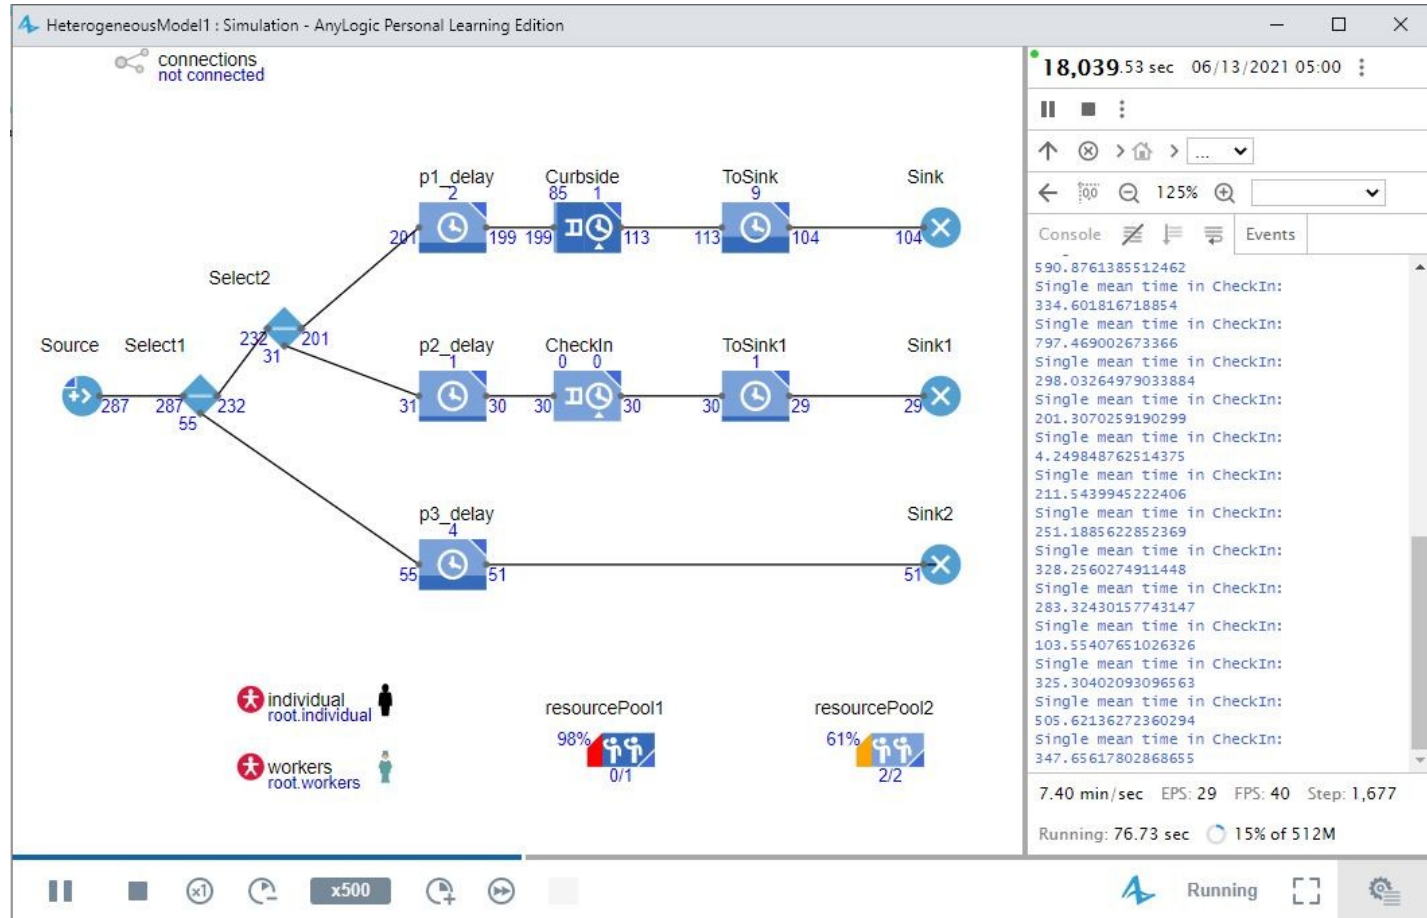 HeterogeneousModel1 : Simulation - AnyLogic Personal Learning Edition
connections
not connected
p1_delay
2
201
199
Curbside
85 1
199
113
ToSink
9
113
104
Sink
104
Select2
232
201
31
Source
287
Select1
287
232
55
p2_delay
1
31
30
CheckIn
0 0
30
30
ToSink1
1
30
29
Sink1
29
p3_delay
4
55
51
Sink2
51
individual
root.individual
workers
root.workers
resourcePool1
98%
0/1
resourcePool2
61%
2/2
18,039.53 sec 06/13/2021 05:00
...
125%
Console Events
590.8761385512462
Single mean time in CheckIn:
334.601816718854
Single mean time in CheckIn:
797.469002673366
Single mean time in CheckIn:
298.03264979033884
Single mean time in CheckIn:
201.3070259190299
Single mean time in CheckIn:
4.249848762514375
Single mean time in CheckIn:
211.5439945222406
Single mean time in CheckIn:
251.1885622852369
Single mean time in CheckIn:
328.2560274911448
Single mean time in CheckIn:
283.32430157743147
Single mean time in CheckIn:
103.55407651026326
Single mean time in CheckIn:
325.30402093096563
Single mean time in CheckIn:
505.62136272360294
Single mean time in CheckIn:
347.65617802868655
7.40 min/sec EPS: 29 FPS: 40 Step: 1,677
Running: 76.73 sec 15% of 512M
x1
x500
Running